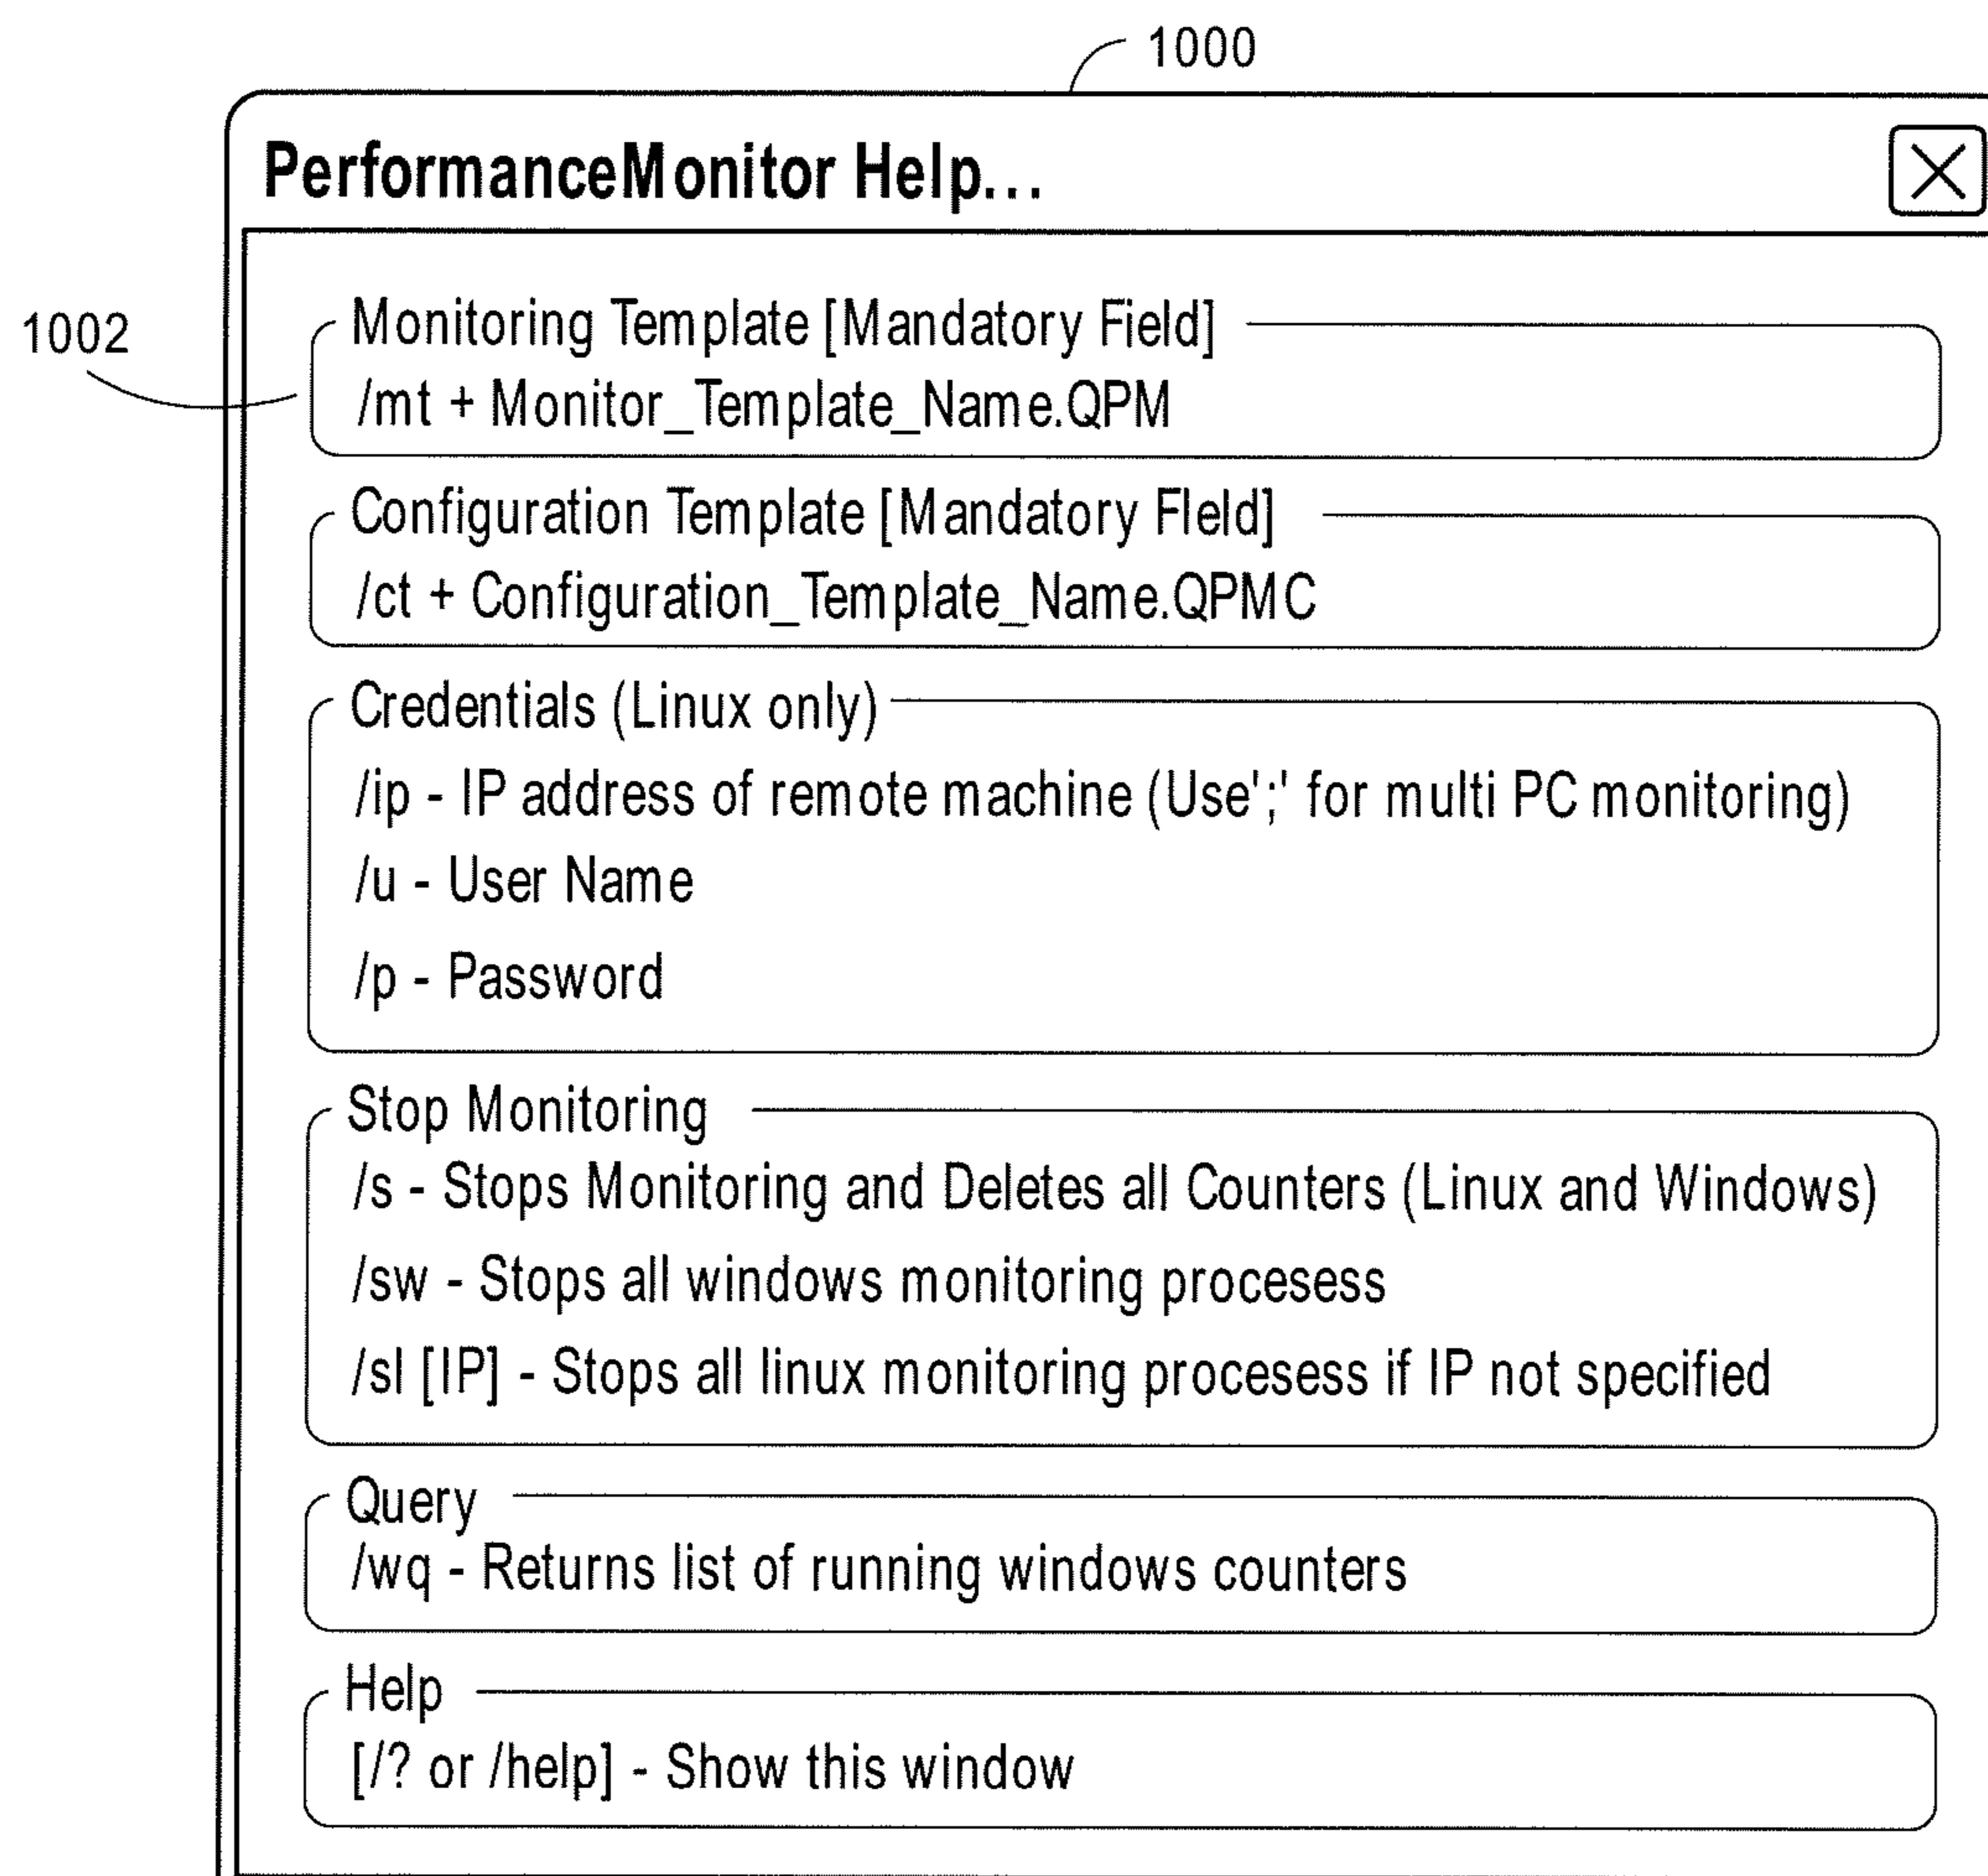 1000
PerformanceMonitor Help...
1002
Monitoring Template [Mandatory Field]
/mt + Monitor_Template_Name.QPM
Configuration Template [Mandatory FIeld]
/ct + Configuration_Template_Name.QPMC
Credentials (Linux only)
/ip - IP address of remote machine (Use';' for multi PC monitoring)
/u - User Name
/p - Password
Stop Monitoring
/s - Stops Monitoring and Deletes all Counters (Linux and Windows)
/sw - Stops all windows monitoring procesess
/sl [IP] - Stops all linux monitoring procesess if IP not specified
Query
/wq - Returns list of running windows counters
Help
[/? or /help] - Show this window